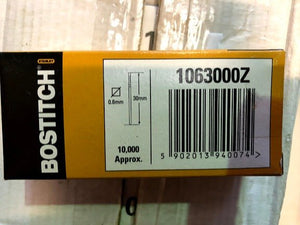 STANLEY
BOSTITCH
1063000Z
0.6mm
30mm
10,000
Approx.
5 902013 940074 >